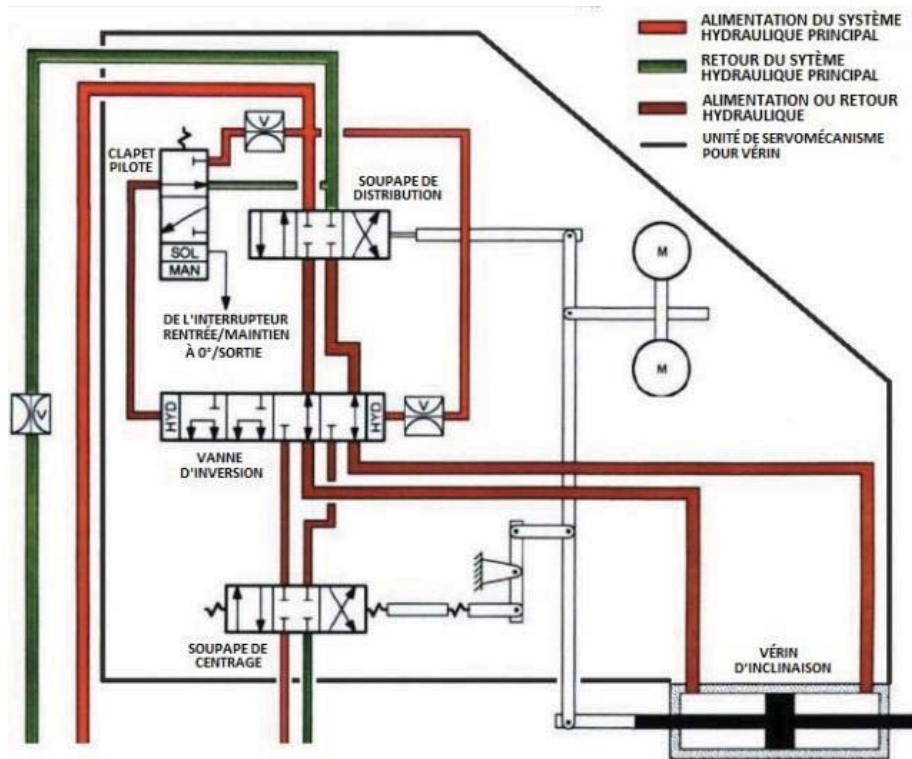 ALIMENTATION DU SYSTÈME
HYDRAULIQUE PRINCIPAL
RETOUR DU SYTÈME
HYDRAULIQUE PRINCIPAL
ALIMENTATION OU RETOUR
HYDRAULIQUE
UNITÉ DE SERVOMÉCANISME
POUR VÉRIN
V
CLAPET
PILOTE
SOUPAPE DE
DISTRIBUTION
SOL
MAN
M
DE L'INTERRUPTEUR
RENTRÉE/MAINTIEN
À 0°/SORTIE
M
V
HYD
HYD
V
VANNE
D'INVERSION
SOUPAPE DE
CENTRAGE
VÉRIN
D'INCLINAISON